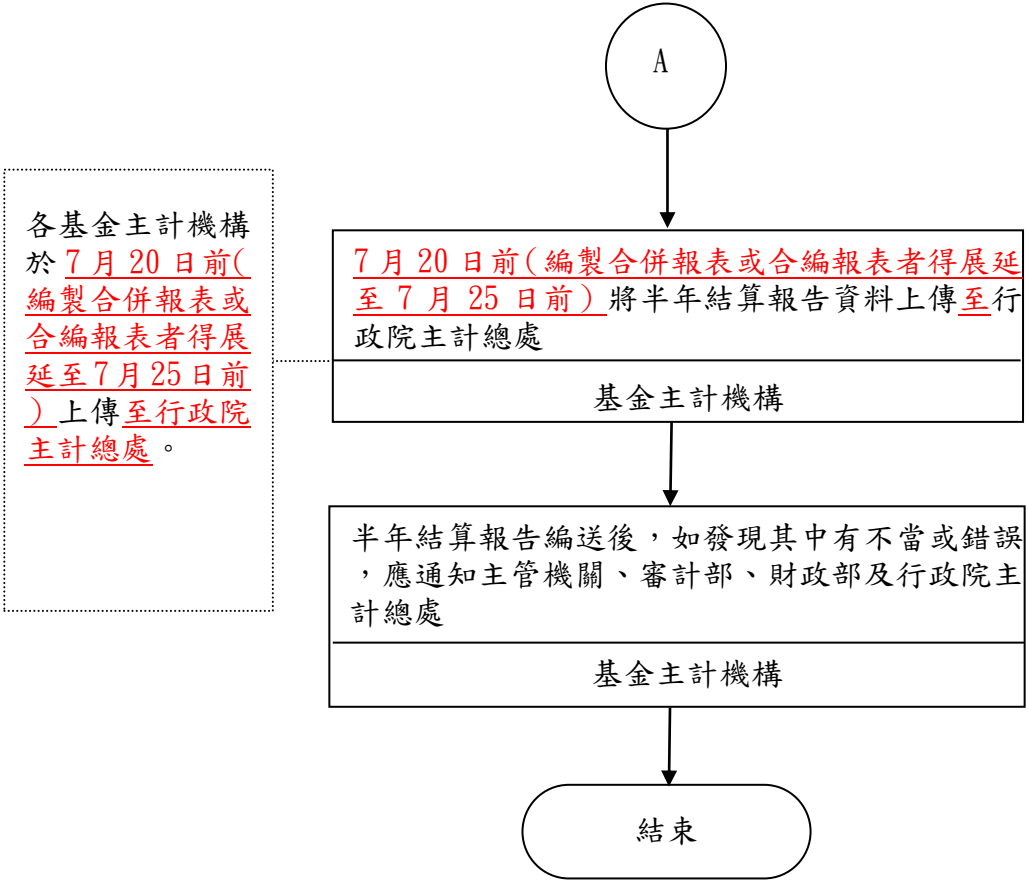 A
各基金主計機構
於7月20日前(
編製合併報表或
合編報表者得展
延至7月25日前
)上傳至行政院
主計總處。
7月20日前(編製合併報表或合編報表者得展延
至7月25日前)將半年結算報告資料上傳至行
政院主計總處
基金主計機構
半年結算報告編送後，如發現其中有不當或錯誤
，應通知主管機關、審計部、財政部及行政院主
計總處
基金主計機構
結束